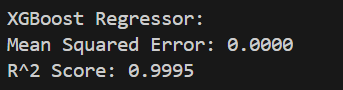 XGBoost Regressor:
Mean Squared Error: 0.0000
R^2 Score: 0.9995